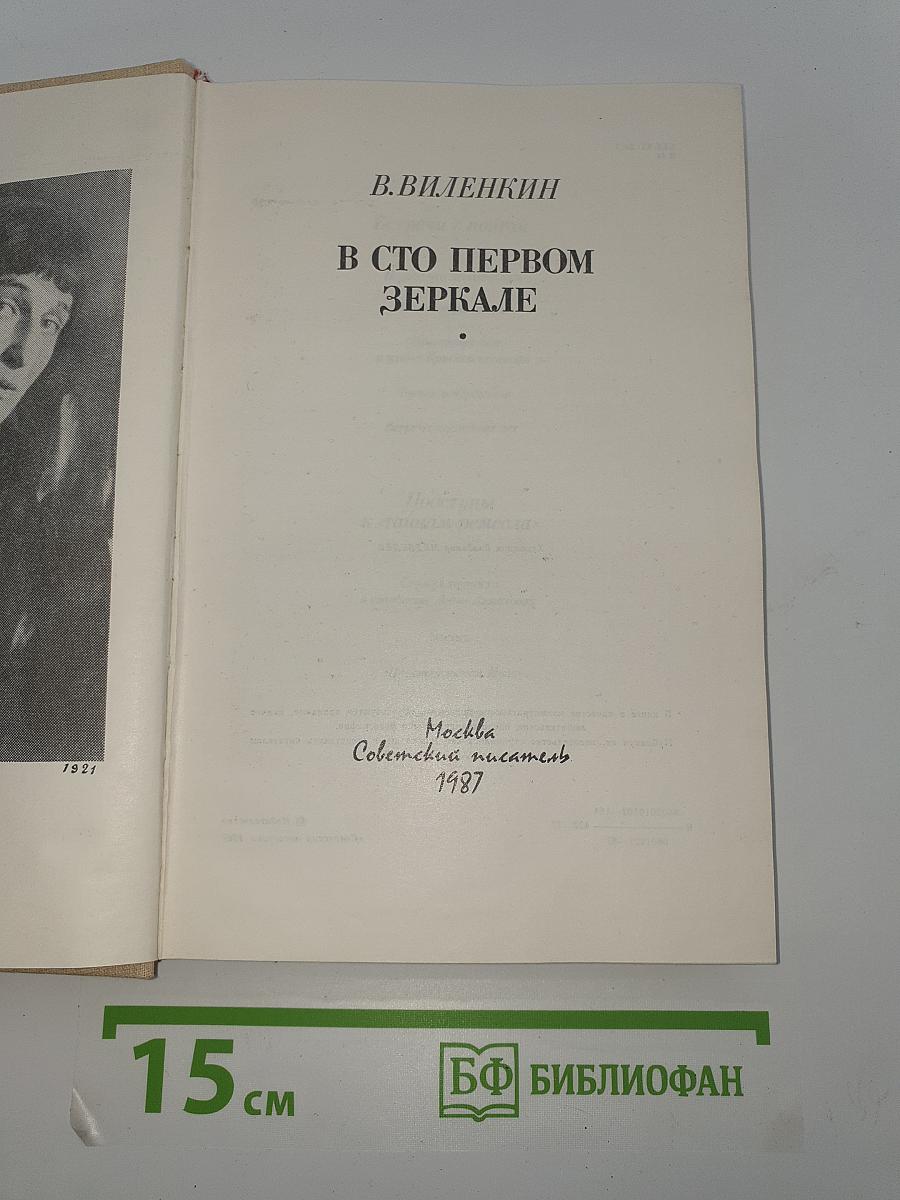 В. ВИЛЕНКИН
В СТО ПЕРВОМ
ЗЕРКАЛЕ
Москва
Советский писатель
1987
1921
15 см
БФ БИБЛИОФАН